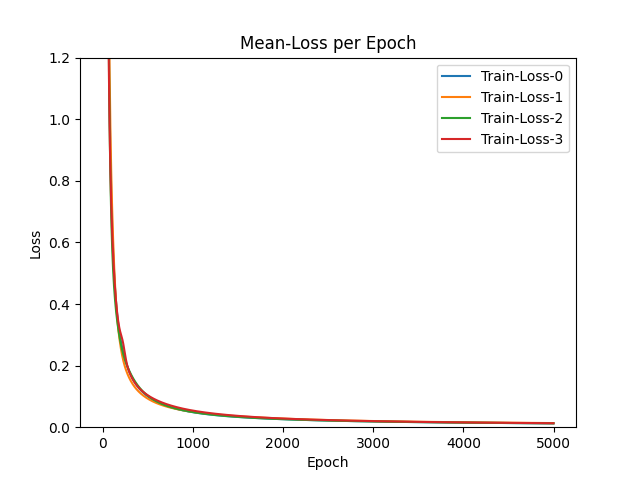 Mean-Loss per Epoch
Train-Loss-0
Train-Loss-1
Train-Loss-2
Train-Loss-3
1.2
1.0
0.8
0.6
0.4
0.2
0.0
Loss
0 1000 2000 3000 4000 5000
Epoch